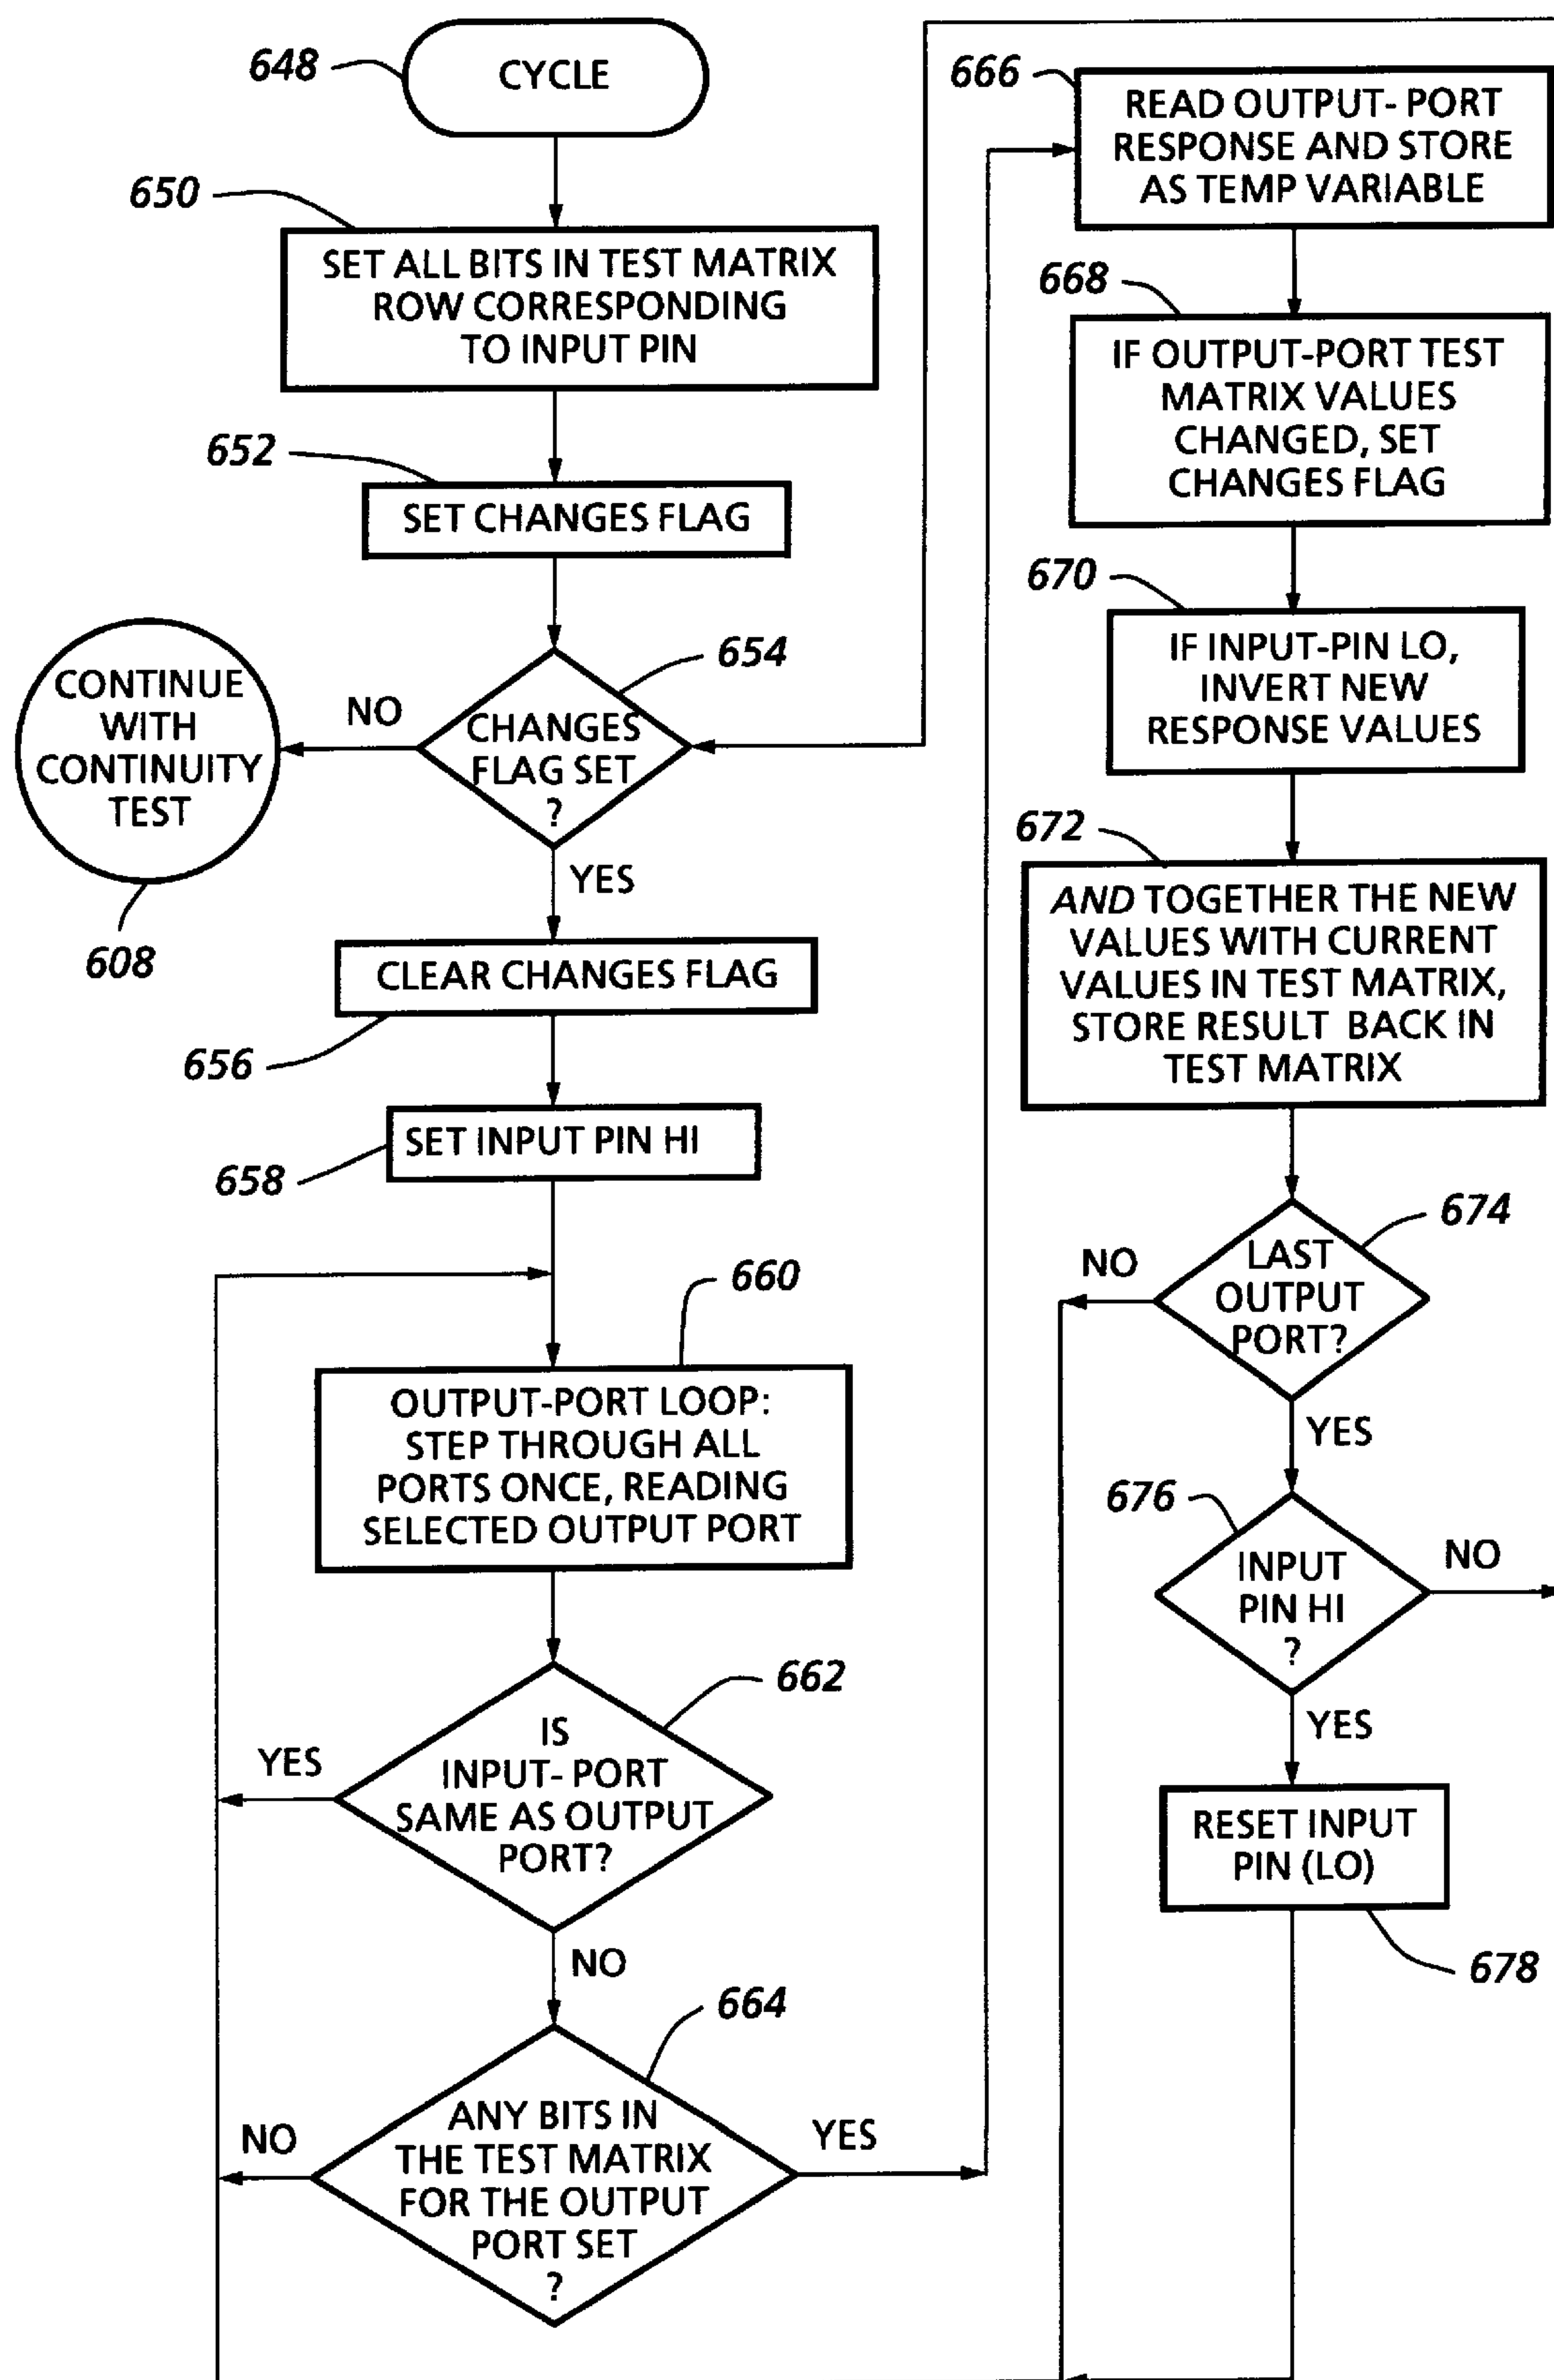 648
CYCLE
650
SET ALL BITS IN TEST MATRIX
ROW CORRESPONDING
TO INPUT PIN
652
SET CHANGES FLAG
654
CHANGES
FLAG SET
?
NO
CONTINUE
WITH
CONTINUITY
TEST
608
YES
CLEAR CHANGES FLAG
656
SET INPUT PIN HI
658
660
OUTPUT-PORT LOOP:
STEP THROUGH ALL
PORTS ONCE, READING
SELECTED OUTPUT PORT
662
IS
INPUT- PORT
SAME AS OUTPUT
PORT?
YES
NO
664
ANY BITS IN
THE TEST MATRIX
FOR THE OUTPUT
PORT SET
?
NO
YES
666
READ OUTPUT- PORT
RESPONSE AND STORE
AS TEMP VARIABLE
668
IF OUTPUT-PORT TEST
MATRIX VALUES
CHANGED, SET
CHANGES FLAG
670
IF INPUT-PIN LO,
INVERT NEW
RESPONSE VALUES
672
AND TOGETHER THE NEW
VALUES WITH CURRENT
VALUES IN TEST MATRIX,
STORE RESULT BACK IN
TEST MATRIX
674
LAST
OUTPUT
PORT?
NO
YES
676
INPUT
PIN HI
?
NO
YES
RESET INPUT
PIN (LO)
678